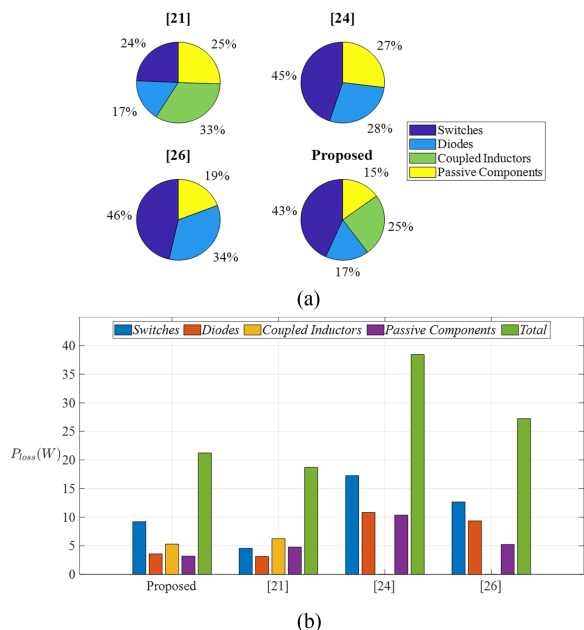 [21]
[24]
24%
25%
17%
33%
45%
27%
28%
Switches
Diodes
Coupled Inductors
Passive Components
[26]
Proposed
46%
19%
34%
43%
15%
25%
17%
(a)
Switches Diodes Coupled Inductors Passive Components Total
40
35
30
25
20
15
10
5
0
P_loss(W)
Proposed [21] [24] [26]
(b)